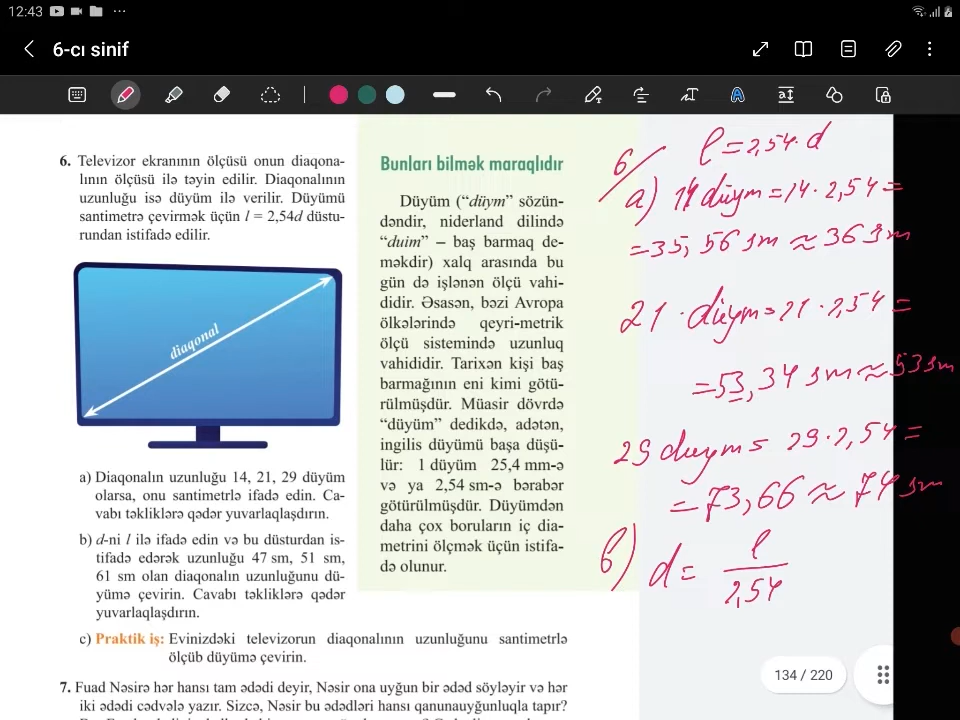 12:43
6-cı sinif
6. Televizor ekranının ölçüsü onun diaqona-
lının ölçüsü ilə təyin edilir. Diaqonalının
uzunluğu isə düyüm ilə verilir. Düyümü
santimetrə çevirmək üçün l = 2,54d düstu-
rundan istifadə edilir.
diaqonal
a) Diaqonalın uzunluğu 14, 21, 29 düyüm
olarsa, onu santimetrlə ifadə edin. Ca-
vabı təkliklərə qədər yuvarlaqlaşdırın.
b) d-ni l ilə ifadə edin və bu düsturdan is-
tifadə edərək uzunluğu 47 sm, 51 sm,
61 sm olan diaqonalın uzunluğunu dü-
yümə çevirin. Cavabı təkliklərə qədər
yuvarlaqlaşdırın.
c) Praktik iş: Evinizdəki televizorun diaqonalının uzunluğunu santimetrlə
ölçüb düyümə çevirin.
7. Fuad Nəsirə hər hansı tam ədədi deyir, Nəsir ona uyğun bir ədəd söyləyir və hər
iki ədədi cədvələ yazır. Sizcə, Nəsir bu ədədləri hansı qanunauyğunluqla tapır?
Bunları bilmək maraqlıdır
Düyüm (“düym” sözün-
dəndir, niderland dilində
“duim” – baş barmaq de-
məkdir) xalq arasında bu
gün də işlənən ölçü vahi-
didir. Əsasən, bəzi Avropa
ölkələrində qeyri-metrik
ölçü sistemində uzunluq
vahididir. Tarixən kişi baş
barmağının eni kimi götü-
rülmüşdür. Müasir dövrdə
“düyüm” dedikdə, adətən,
ingilis düyümü başa düşü-
lür: 1 düyüm 25,4 mm-ə
və ya 2,54 sm-ə bərabər
götürülmüşdür. Düyümdən
daha çox boruların iç dia-
metrini ölçmək üçün istifa-
də olunur.
6/ l = 2,54 · d
a) 14 düym = 14 · 2,54 =
= 35,56 sm ≈ 36 sm
21 · düym = 21 · 2,54 =
= 53,34 sm ≈ 53 sm
29 duym = 29 · 2,54 =
= 73,66 ≈ 74 sm
b) d = l / 2,54
134 / 220